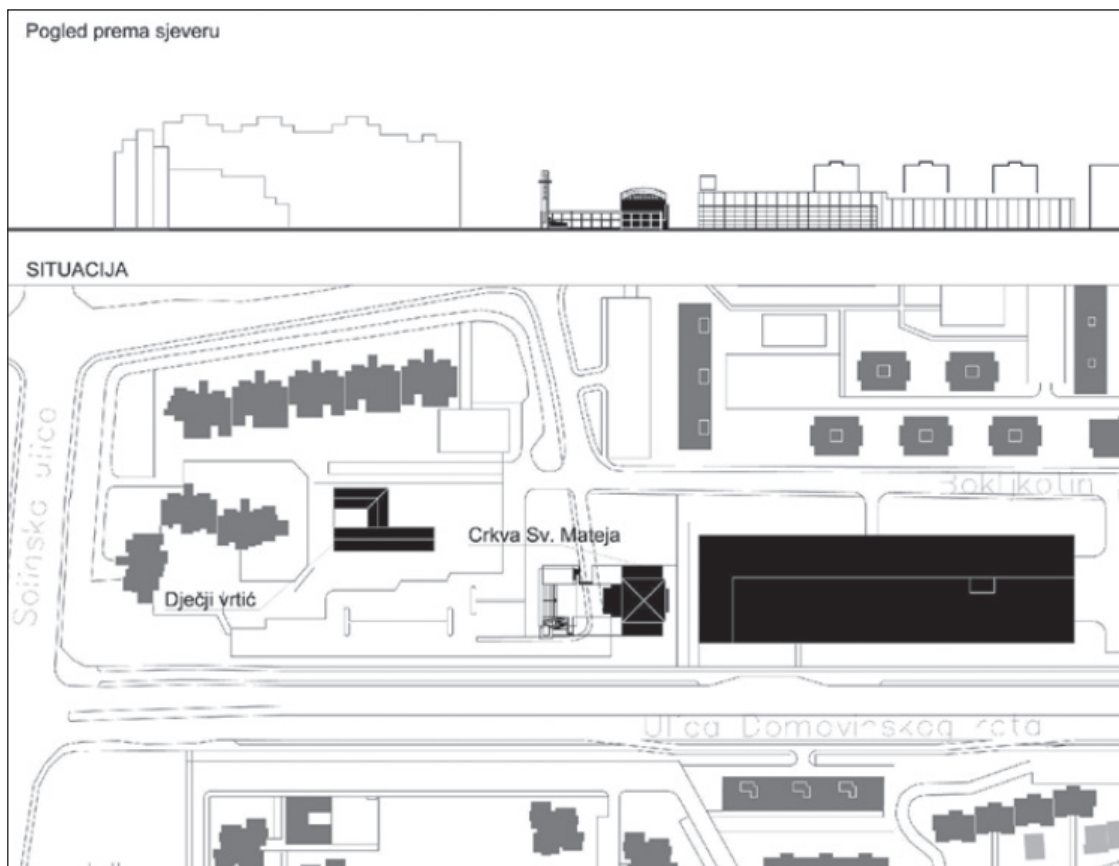 Pogled prema sjeveru
SITUACIJA
Solinska ulica
Crkva Sv. Mateja
Dječji vrtić
Ulica Domovinskog rata